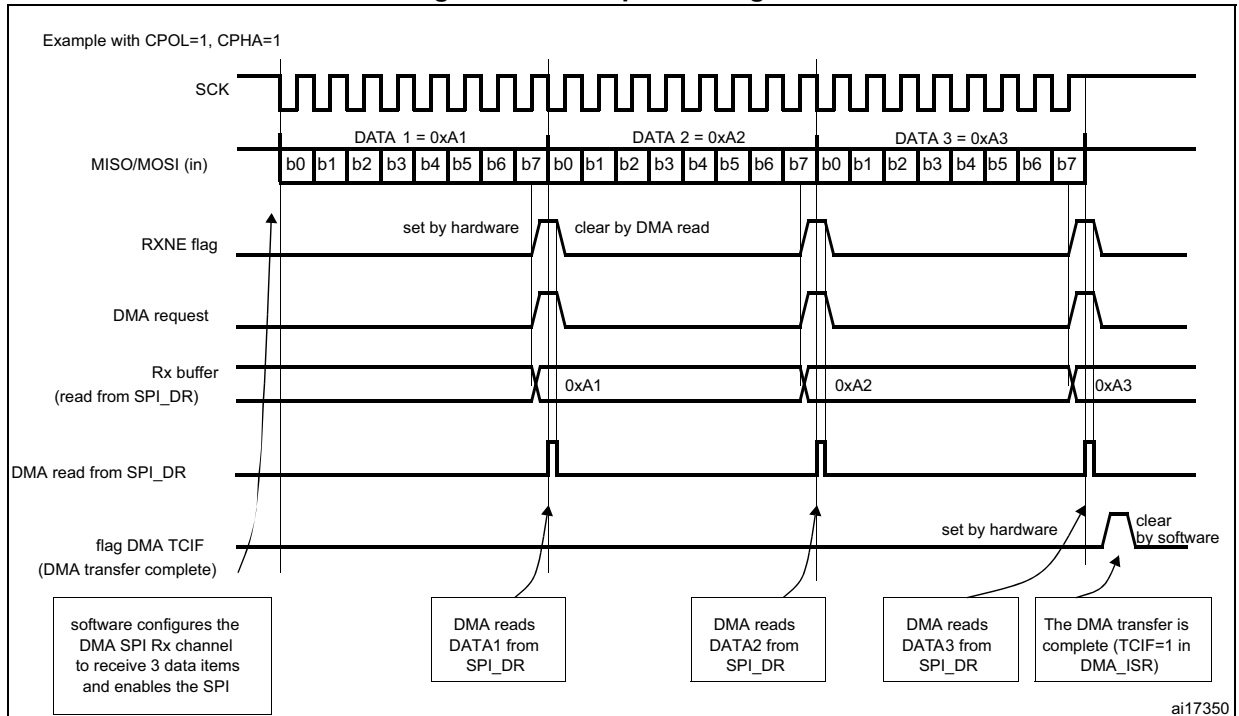 Example with CPOL=1, CPHA=1
SCK
DATA 1 = 0xA1
DATA 2 = 0xA2
DATA 3 = 0xA3
MISO/MOSI (in)
b0 b1 b2 b3 b4 b5 b6 b7 b0 b1 b2 b3 b4 b5 b6 b7 b0 b1 b2 b3 b4 b5 b6 b7
set by hardware
clear by DMA read
RXNE flag
DMA request
Rx buffer
(read from SPI_DR)
0xA1
0xA2
0xA3
DMA read from SPI_DR
flag DMA TCIF
(DMA transfer complete)
set by hardware
clear
by software
software configures the
DMA SPI Rx channel
to receive 3 data items
and enables the SPI
DMA reads
DATA1 from
SPI_DR
DMA reads
DATA2 from
SPI_DR
DMA reads
DATA3 from
SPI_DR
The DMA transfer is
complete (TCIF=1 in
DMA_ISR)
ai17350